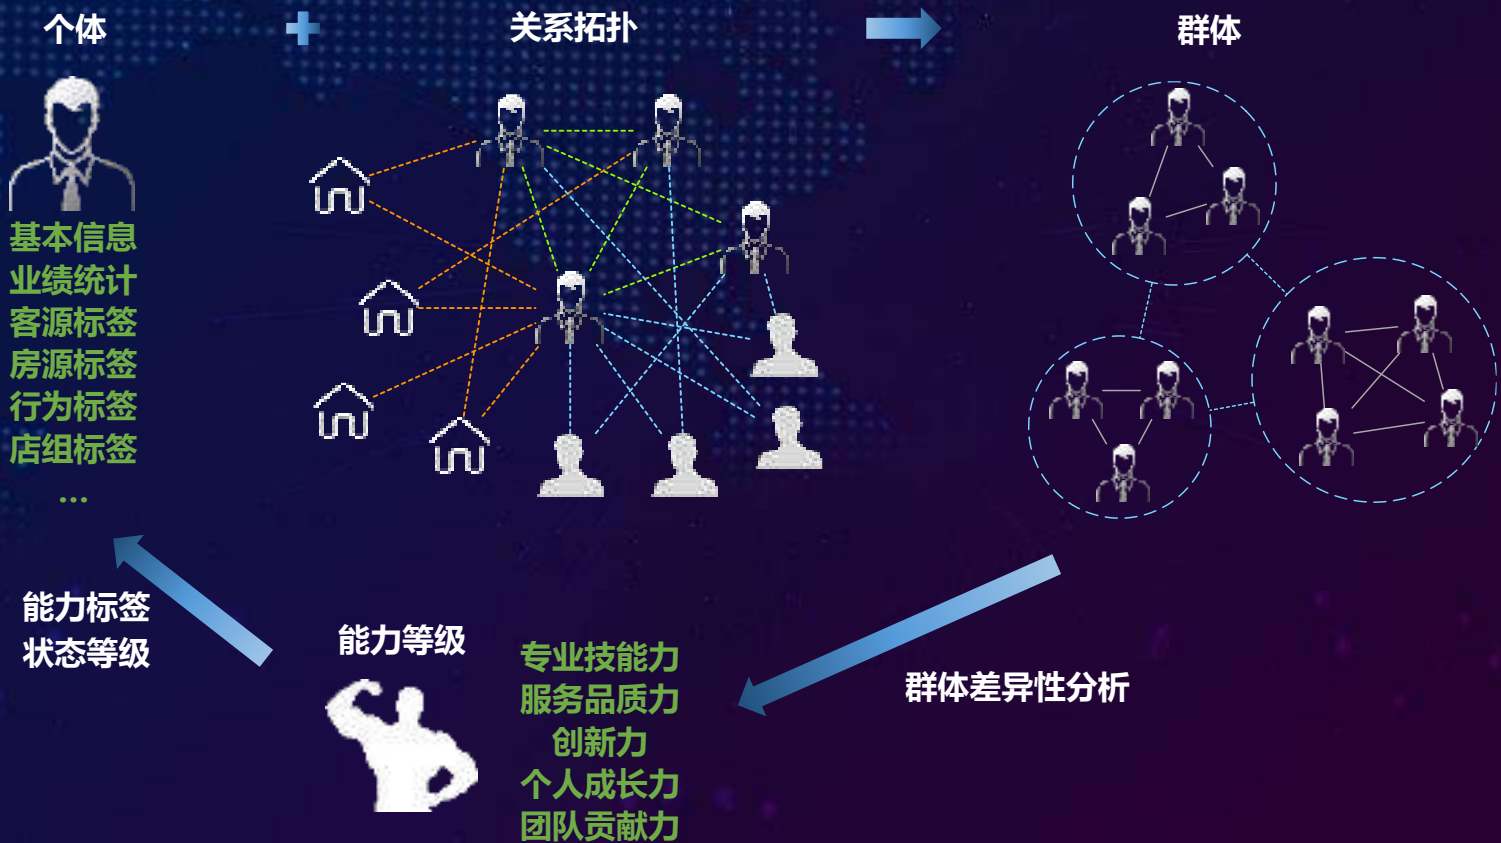 个体
关系拓扑
群体
基本信息
业绩统计
客源标签
房源标签
行为标签
店组标签
...
能力标签
状态等级
能力等级
专业技能力
服务品质力
创新力
个人成长力
团队贡献力
群体差异性分析